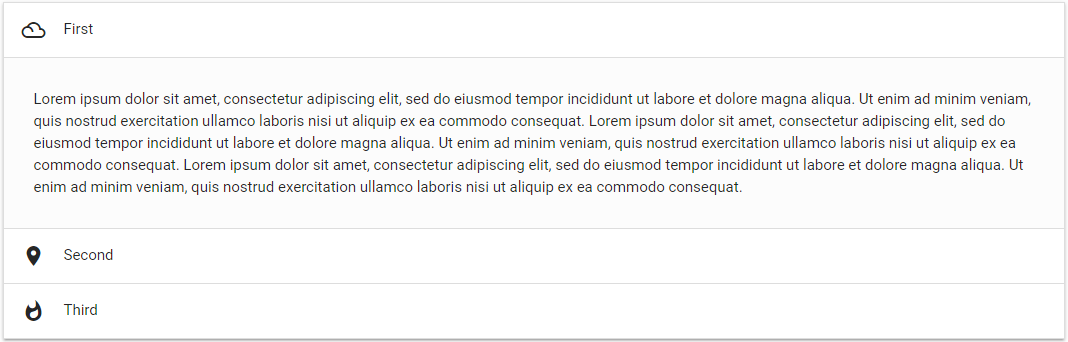 First
Lorem ipsum dolor sit amet, consectetur adipiscing elit, sed do eiusmod tempor incididunt ut labore et dolore magna aliqua. Ut enim ad minim veniam,
quis nostrud exercitation ullamco laboris nisi ut aliquip ex ea commodo consequat. Lorem ipsum dolor sit amet, consectetur adipiscing elit, sed do
eiusmod tempor incididunt ut labore et dolore magna aliqua. Ut enim ad minim veniam, quis nostrud exercitation ullamco laboris nisi ut aliquip ex ea
commodo consequat. Lorem ipsum dolor sit amet, consectetur adipiscing elit, sed do eiusmod tempor incididunt ut labore et dolore magna aliqua. Ut
enim ad minim veniam, quis nostrud exercitation ullamco laboris nisi ut aliquip ex ea commodo consequat.
Second
Third